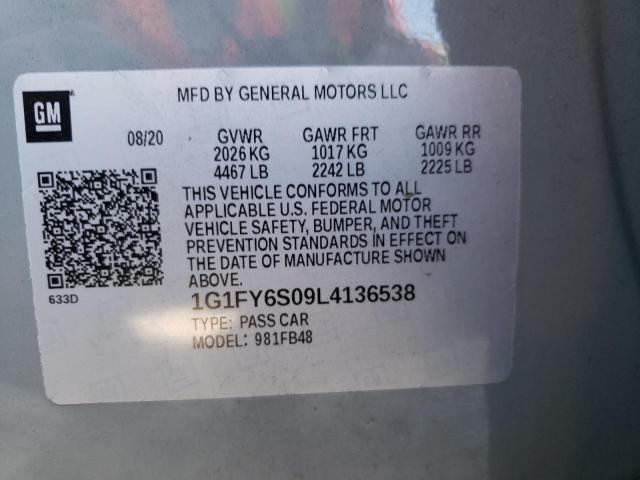 GM
MFD BY GENERAL MOTORS LLC
08/20 GVWR GAWR FRT GAWR RR
2026 KG 1017 KG 1009 KG
4467 LB 2242 LB 2225 LB
THIS VEHICLE CONFORMS TO ALL
APPLICABLE U.S. FEDERAL MOTOR
VEHICLE SAFETY, BUMPER, AND THEFT
PREVENTION STANDARDS IN EFFECT ON
THE DATE OF MANUFACTURE SHOWN
ABOVE.
633D
1G1FY6S09L4136538
TYPE: PASS CAR
MODEL: 981FB48